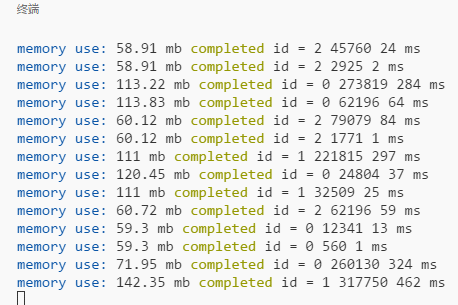 终端
memory use: 58.91 mb completed id = 2 45760 24 ms
memory use: 58.91 mb completed id = 2 2925 2 ms
memory use: 113.22 mb completed id = 0 273819 284 ms
memory use: 113.83 mb completed id = 0 62196 64 ms
memory use: 60.12 mb completed id = 2 79079 84 ms
memory use: 60.12 mb completed id = 2 1771 1 ms
memory use: 111 mb completed id = 1 221815 297 ms
memory use: 120.45 mb completed id = 0 24804 37 ms
memory use: 111 mb completed id = 1 32509 25 ms
memory use: 60.72 mb completed id = 2 62196 59 ms
memory use: 59.3 mb completed id = 0 12341 13 ms
memory use: 59.3 mb completed id = 0 560 1 ms
memory use: 71.95 mb completed id = 0 260130 324 ms
memory use: 142.35 mb completed id = 1 317750 462 ms